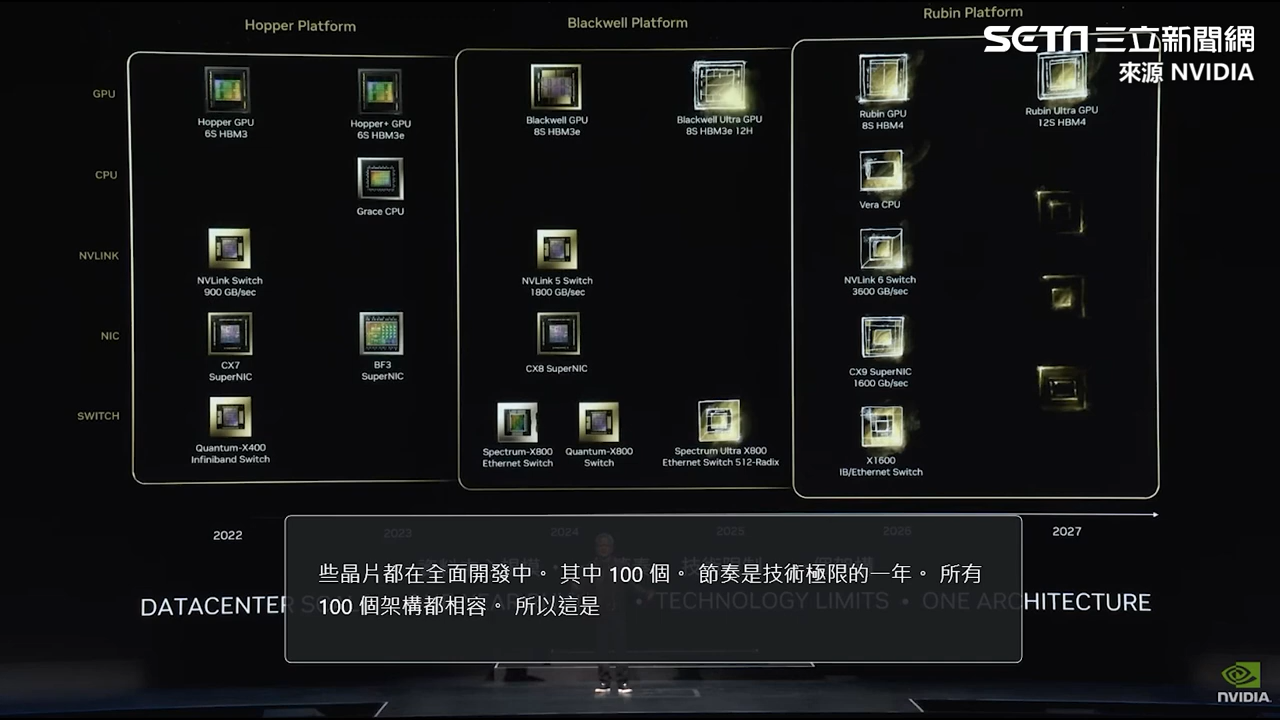 Hopper Platform
Blackwell Platform
Rubin Platform
SETN三立新聞網
來源 NVIDIA
GPU
Hopper GPU
6S HBM3
Hopper+ GPU
6S HBM3e
Blackwell GPU
8S HBM3e
Blackwell Ultra GPU
8S HBM3e 12H
Rubin GPU
8S HBM4
Rubin Ultra GPU
12S HBM4
CPU
Grace CPU
Vera CPU
NVLINK
NVLink Switch
900 GB/sec
NVLink 5 Switch
1800 GB/sec
NVLink 6 Switch
3600 GB/sec
NIC
CX7
SuperNIC
BF3
SuperNIC
CX8 SuperNIC
CX9 SuperNIC
1600 Gb/sec
SWITCH
Quantum-X400
Infiniband Switch
Spectrum-X800
Ethernet Switch
Quantum-X800
Switch
Spectrum Ultra X800
Ethernet Switch 512-Radix
X1600
IB/Ethernet Switch
2022
2023
2024
2025
2026
2027
些晶片都在全面開發中。 其中 100 個。 節奏是技術極限的一年。 所有
100 個架構都相容。 所以這是
DATACENTER
• TECHNOLOGY LIMITS • ONE ARCHITECTURE
NVIDIA